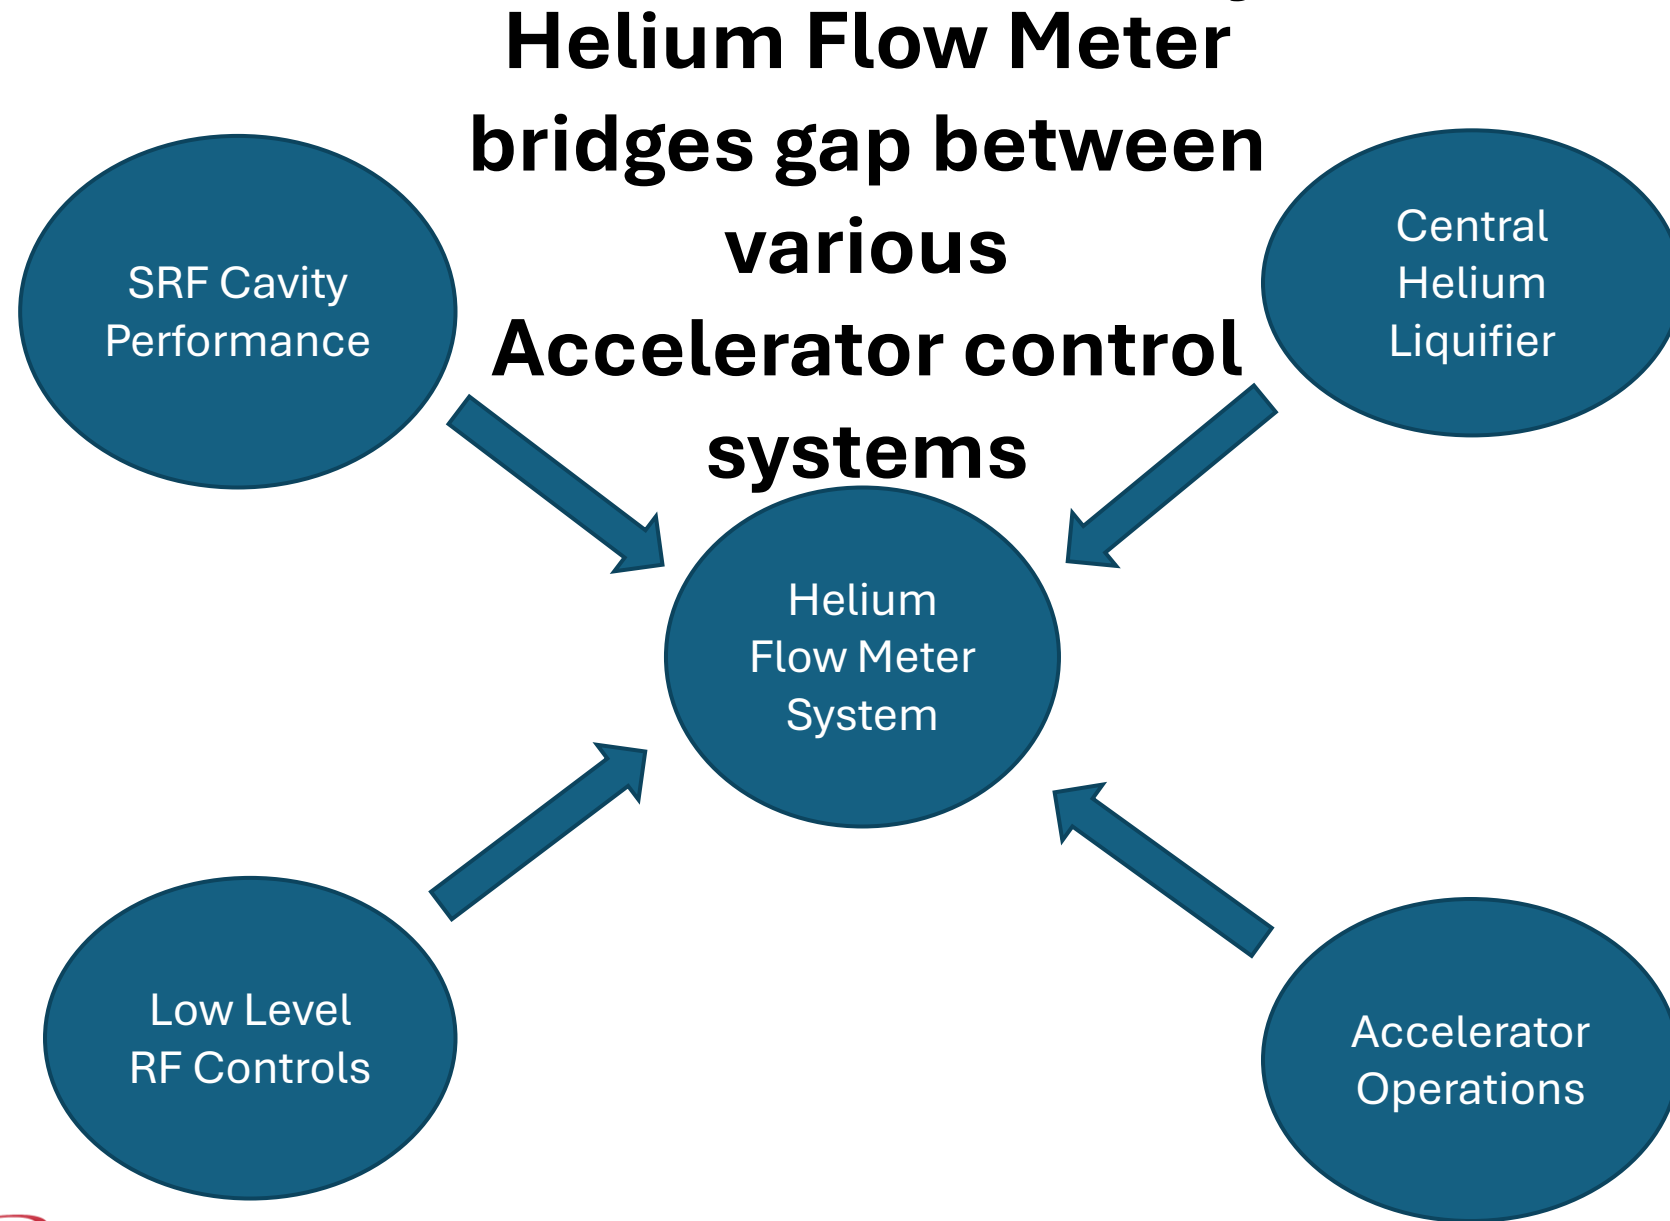 Helium Flow Meter
bridges gap between
various
Accelerator control
systems
SRF Cavity
Performance
Central
Helium
Liquifier
Helium
Flow Meter
System
Low Level
RF Controls
Accelerator
Operations